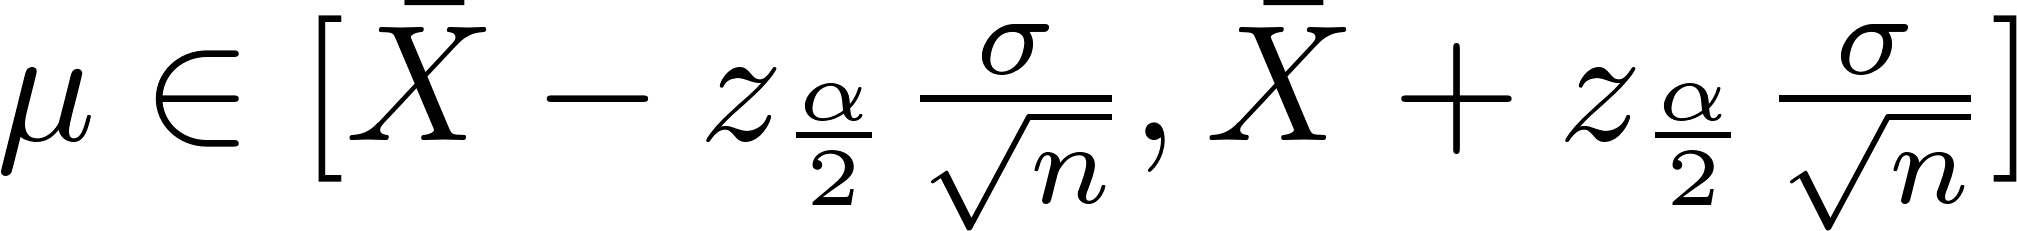 μ ∈ [X̄ − z_{α/2} σ/√n, X̄ + z_{α/2} σ/√n]